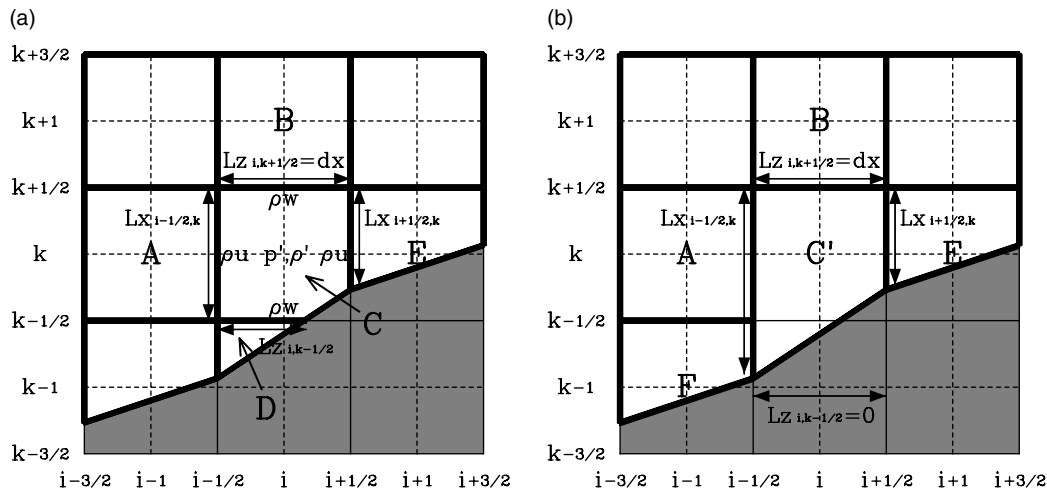 (a)
k+3/2
k+1
k+1/2
k
k-1/2
k-1
k-3/2
B
Lz i,k+1/2=dx
ρw
Lx i-1/2,k
Lx i+1/2,k
A
ρu p',ρ' ρu
E
ρw
C
Lz i,k-1/2
D
i-3/2 i-1 i-1/2 i i+1/2 i+1 i+3/2
(b)
k+3/2
k+1
k+1/2
k
k-1/2
k-1
k-3/2
B
Lz i,k+1/2=dx
Lx i-1/2,k
Lx i+1/2,k
A
C'
E
F
Lz i,k-1/2=0
i-3/2 i-1 i-1/2 i i+1/2 i+1 i+3/2